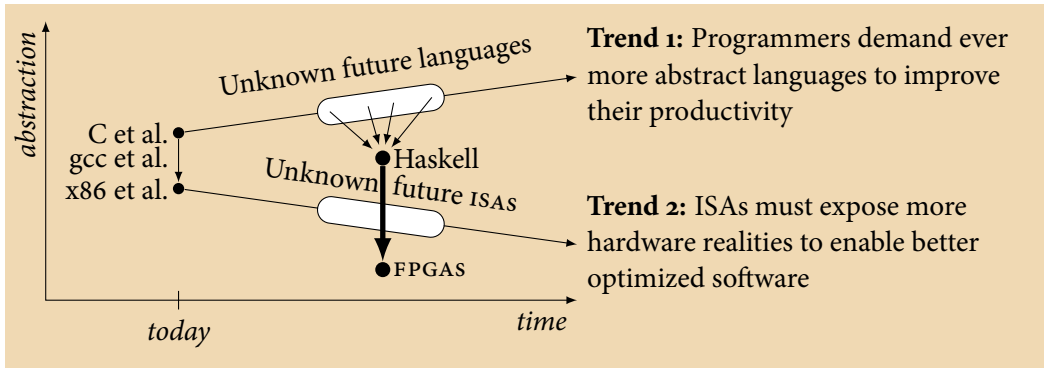 abstraction
Unknown future languages
C et al.
gcc et al.
x86 et al.
Haskell
Unknown future ISAs
FPGAs
today
time
Trend 1: Programmers demand ever
more abstract languages to improve
their productivity
Trend 2: ISAs must expose more
hardware realities to enable better
optimized software